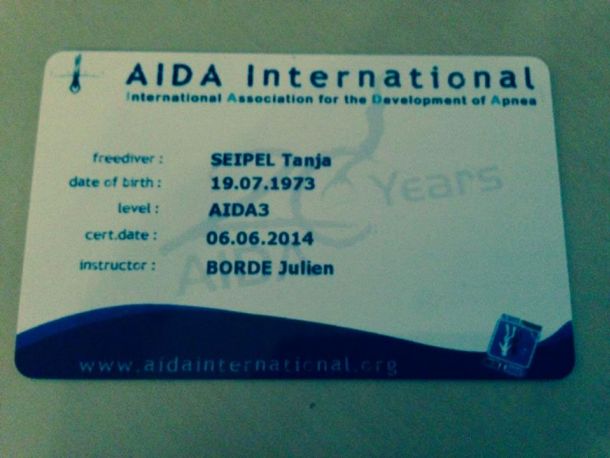 AIDA International
International Association for the Development of Apnea
freediver : SEIPEL Tanja
date of birth : 19.07.1973
level : AIDA3
cert.date : 06.06.2014
instructor : BORDE Julien
Years
AIDA
www.aidainternational.org